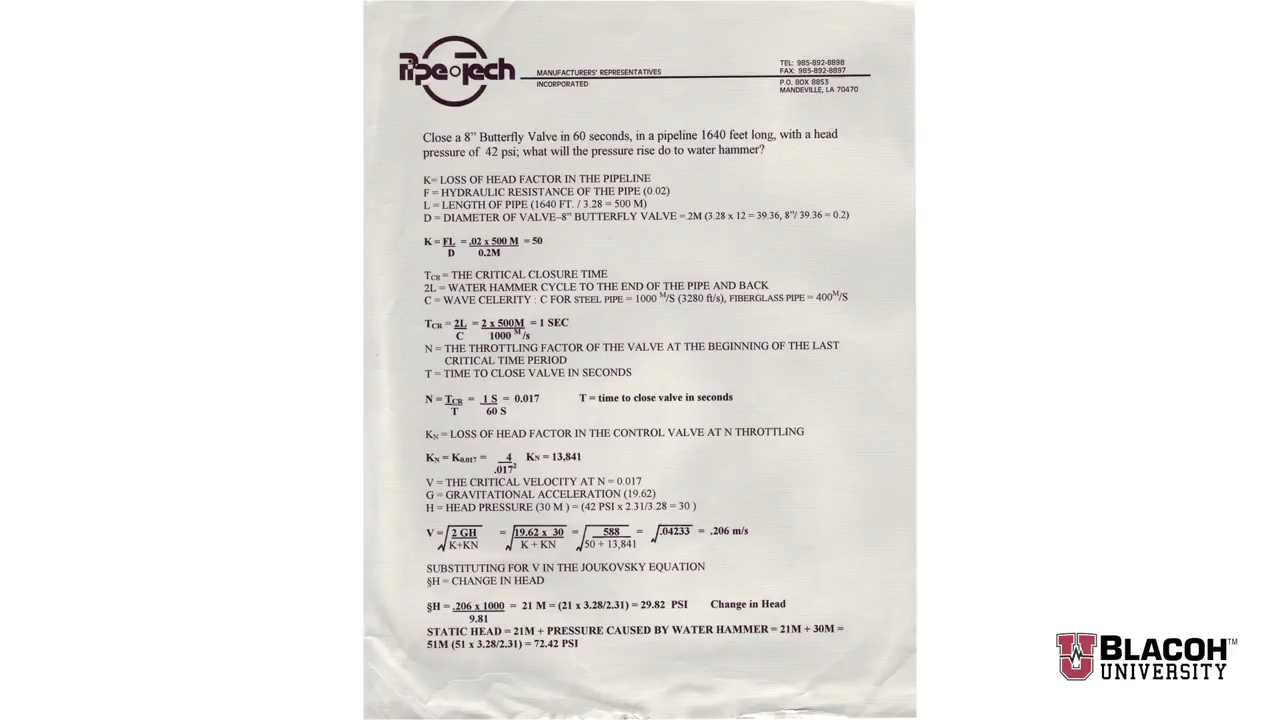 Pipe Tech
MANUFACTURERS' REPRESENTATIVES
INCORPORATED
TEL: 985-892-8898
FAX: 985-892-8897
P.O. BOX 8853
MANDEVILLE, LA 70470
Close a 8" Butterfly Valve in 60 seconds, in a pipeline 1640 feet long, with a head
pressure of 42 psi; what will the pressure rise do to water hammer?
K= LOSS OF HEAD FACTOR IN THE PIPELINE
F = HYDRAULIC RESISTANCE OF THE PIPE (0.02)
L = LENGTH OF PIPE (1640 FT. / 3.28 = 500 M)
D = DIAMETER OF VALVE–8" BUTTERFLY VALVE =.2M (3.28 x 12 = 39.36, 8"/ 39.36 = 0.2)
K = FL = .02 x 500 M = 50
D 0.2M
TCR = THE CRITICAL CLOSURE TIME
2L = WATER HAMMER CYCLE TO THE END OF THE PIPE AND BACK
C = WAVE CELERITY : C FOR STEEL PIPE = 1000 M/S (3280 ft/s), FIBERGLASS PIPE = 400M/S
TCR = 2L = 2 x 500M = 1 SEC
C 1000 M/s
N = THE THROTTLING FACTOR OF THE VALVE AT THE BEGINNING OF THE LAST
CRITICAL TIME PERIOD
T = TIME TO CLOSE VALVE IN SECONDS
N = TCR = 1 S = 0.017 T = time to close valve in seconds
T 60 S
KN = LOSS OF HEAD FACTOR IN THE CONTROL VALVE AT N THROTTLING
KN = K0.017 = 4 KN = 13,841
.017²
V = THE CRITICAL VELOCITY AT N = 0.017
G = GRAVITATIONAL ACCELERATION (19.62)
H = HEAD PRESSURE (30 M ) = (42 PSI x 2.31/3.28 = 30 )
V = √2 GH = √19.62 x 30 = √588 = √.04233 = .206 m/s
K+KN K + KN 50 + 13,841
SUBSTITUTING FOR V IN THE JOUKOVSKY EQUATION
§H = CHANGE IN HEAD
§H = .206 x 1000 = 21 M = (21 x 3.28/2.31) = 29.82 PSI Change in Head
9.81
STATIC HEAD = 21M + PRESSURE CAUSED BY WATER HAMMER = 21M + 30M =
51M (51 x 3.28/2.31) = 72.42 PSI
U BLACOH™
UNIVERSITY